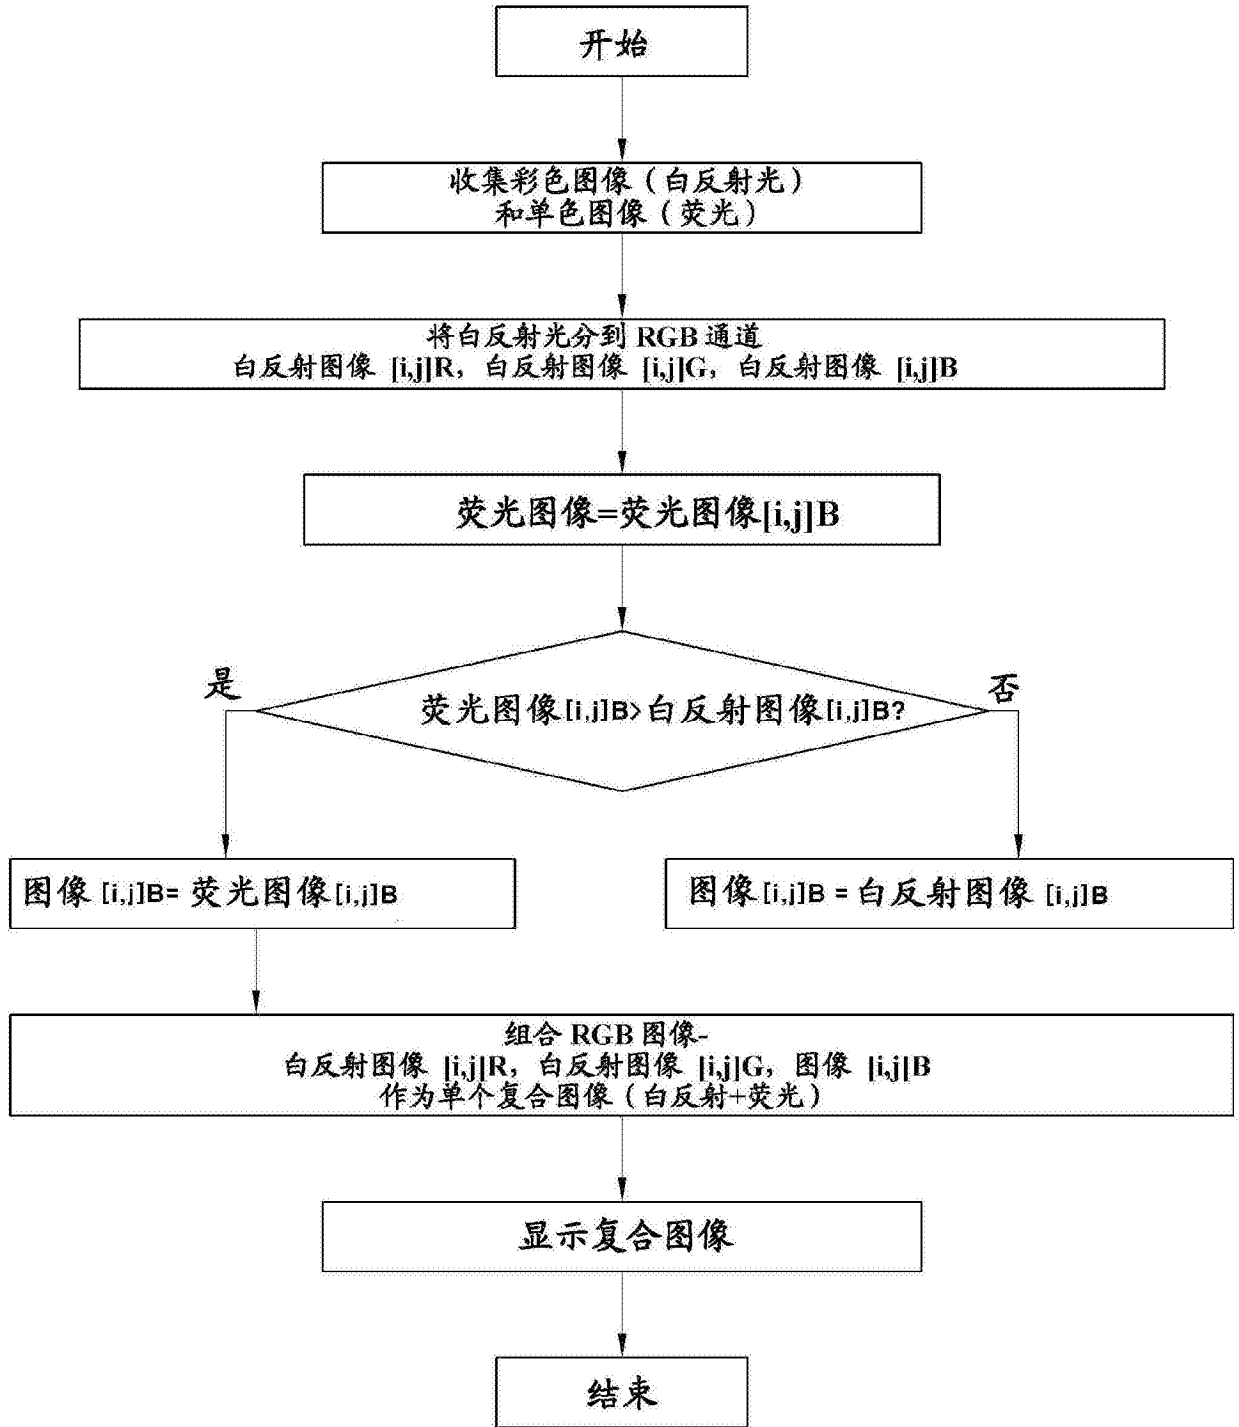 开始
收集彩色图像（白反射光）
和单色图像（荧光）
将白反射光分到 RGB 通道
白反射图像 [i,j]R，白反射图像 [i,j]G，白反射图像 [i,j]B
荧光图像=荧光图像[i,j]B
是
否
荧光图像[i,j]B>白反射图像[i,j]B?
图像 [i,j]B= 荧光图像[i,j]B
图像[i,j]B = 白反射图像 [i,j]B
组合 RGB 图像-
白反射图像 [i,j]R，白反射图像 [i,j]G，图像 [i,j]B
作为单个复合图像（白反射+荧光）
显示复合图像
结束